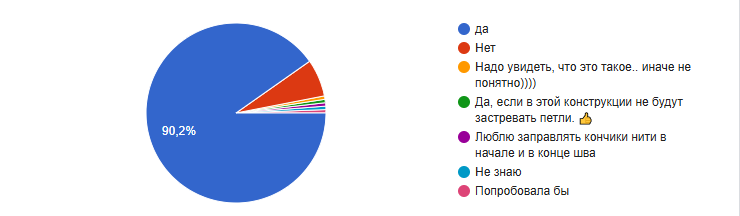 да
Нет
Надо увидеть, что это такое.. иначе не
понятно))))
Да, если в этой конструкции не будут
застревать петли. 👍
Люблю заправлять кончики нити в
начале и в конце шва
Не знаю
Попробовала бы
90,2%